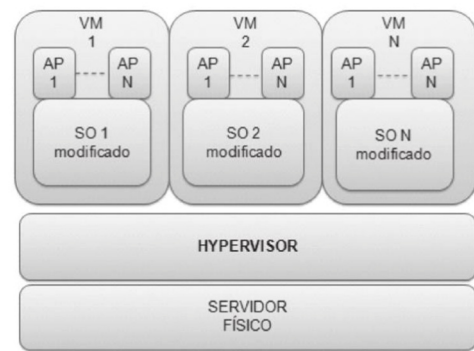 VM
1
AP
1
AP
N
SO 1
modificado
VM
2
AP
1
AP
N
SO 2
modificado
VM
N
AP
1
AP
N
SO N
modificado
HYPERVISOR
SERVIDOR
FÍSICO